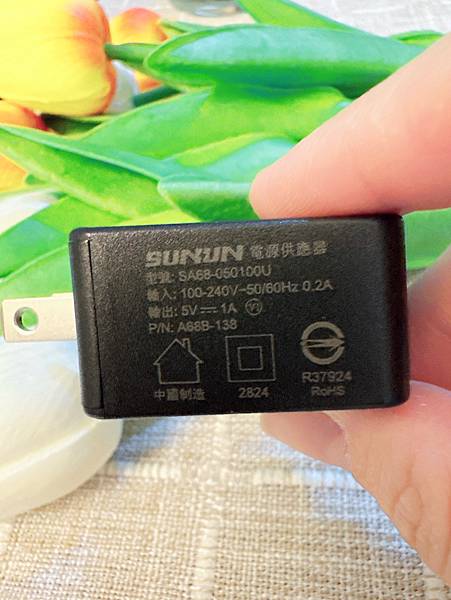 SUNUN 電源供應器
型號: SA68-050100U
輸入: 100-240V~50/60Hz 0.2A
輸出: 5V⎓1A VI
P/N: A68B-138
中國制造
2824
R37924
RoHS